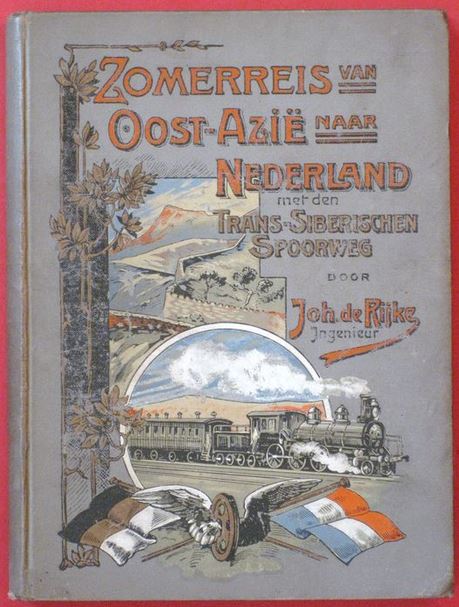 ZOMERREIS VAN
OOST-AZIË NAAR
NEDERLAND
met den
TRANS-SIBERISCHEN
SPOORWEG
DOOR
Joh. de Rijke
Ingenieur